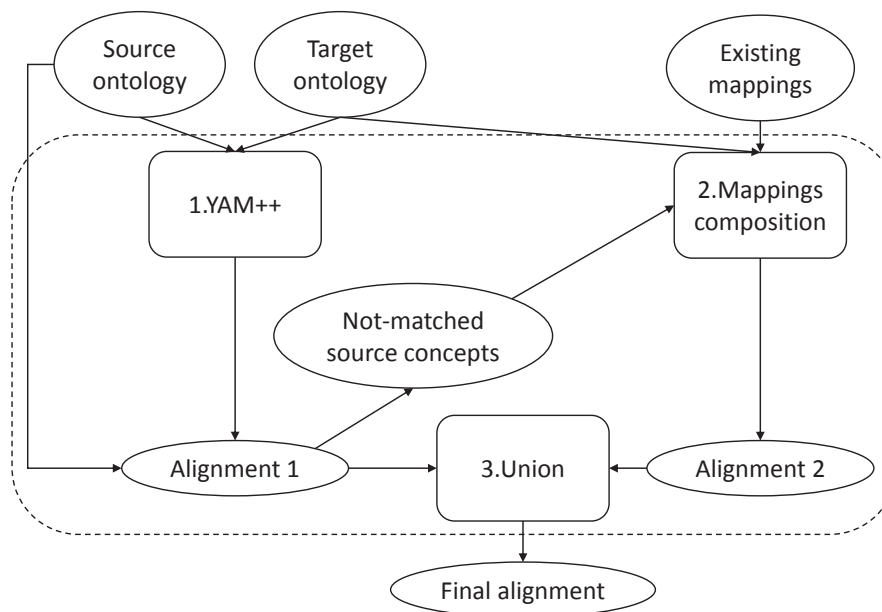 Source
ontology
Target
ontology
Existing
mappings
1.YAM++
2.Mappings
composition
Not-matched
source concepts
Alignment 1
3.Union
Alignment 2
Final alignment